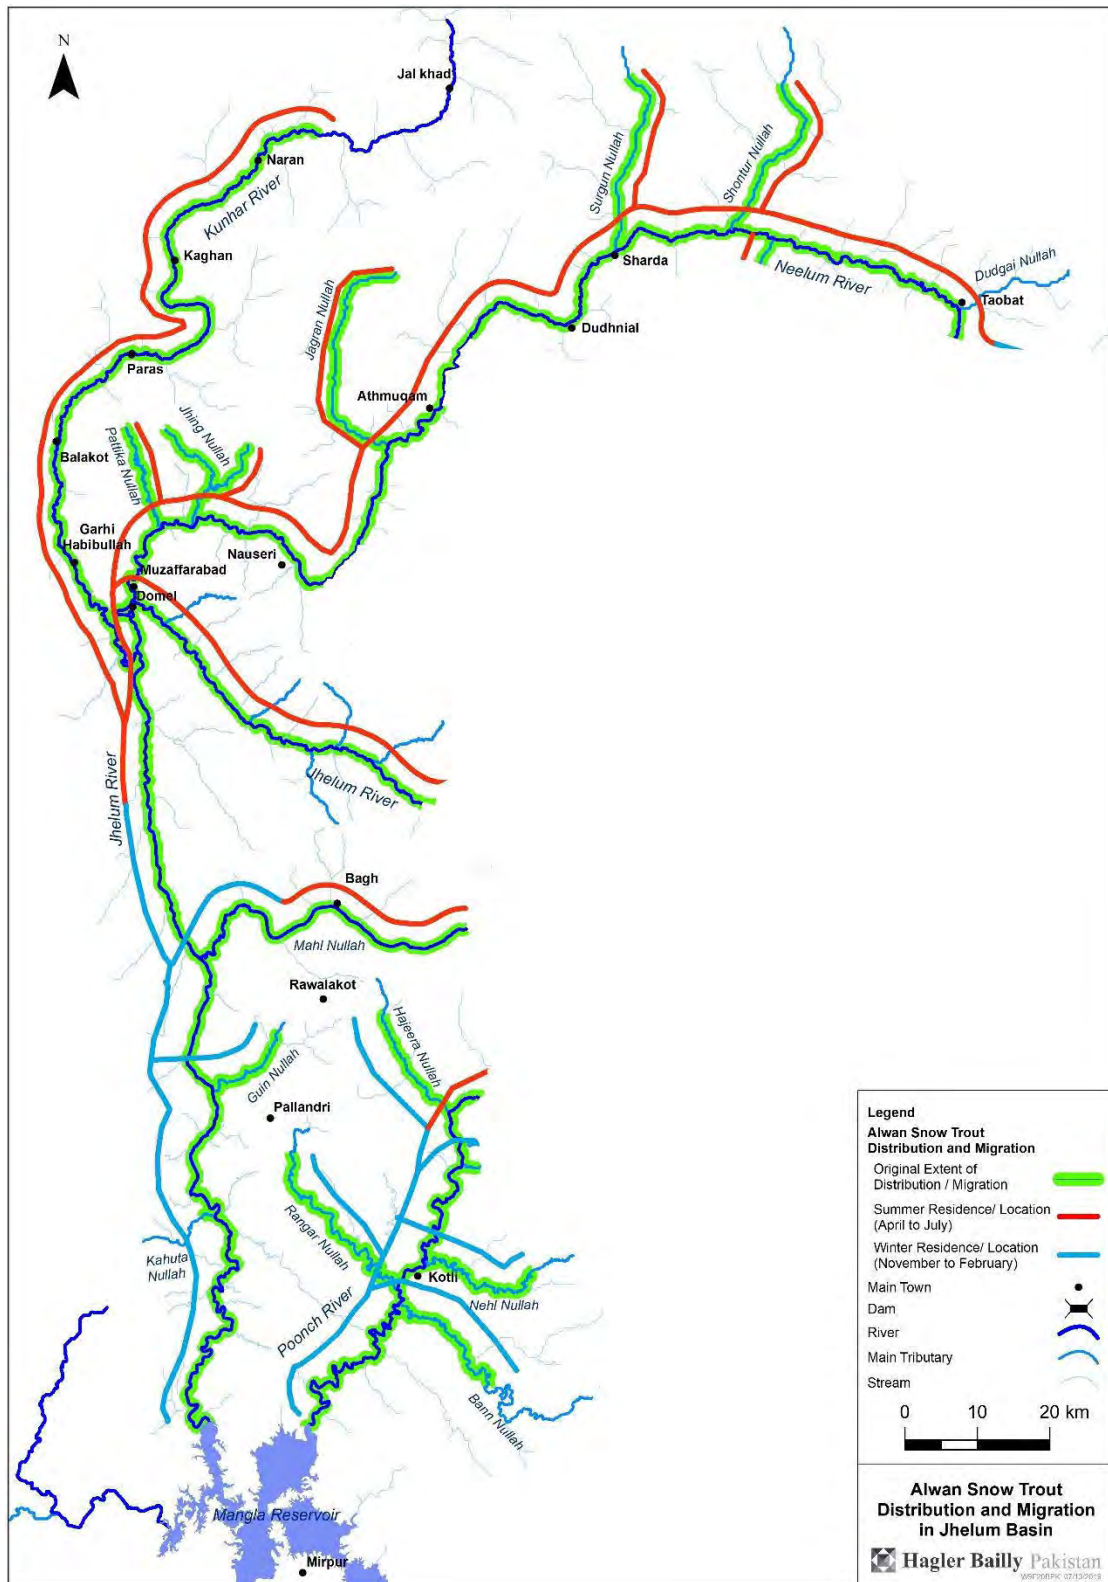 N
Jal khad
Naran
Kunhar River
Kaghan
Paras
Balakot
Garhi
Habibullah
Surgun Nullah
Shontur Nullah
Sharda
Neelum River
Dudgai Nullah
Taobat
Dudhnial
Jagran Nullah
Athmuqam
Jhing Nullah
Patlika Nullah
Nauseri
Muzaffarabad
Domel
Jhelum River
Jhelum River
Bagh
Mahl Nullah
Rawalakot
Hajeera Nullah
Guin Nullah
Pallandri
Rangar Nullah
Kahuta
Nullah
Kotli
Nehl Nullah
Poonch River
Bann Nullah
Mangla Reservoir
Mirpur
Legend
Alwan Snow Trout
Distribution and Migration
Original Extent of
Distribution / Migration
Summer Residence/ Location
(April to July)
Winter Residence/ Location
(November to February)
Main Town
Dam
River
Main Tributary
Stream
0 10 20 km
Alwan Snow Trout
Distribution and Migration
in Jhelum Basin
Hagler Bailly Pakistan